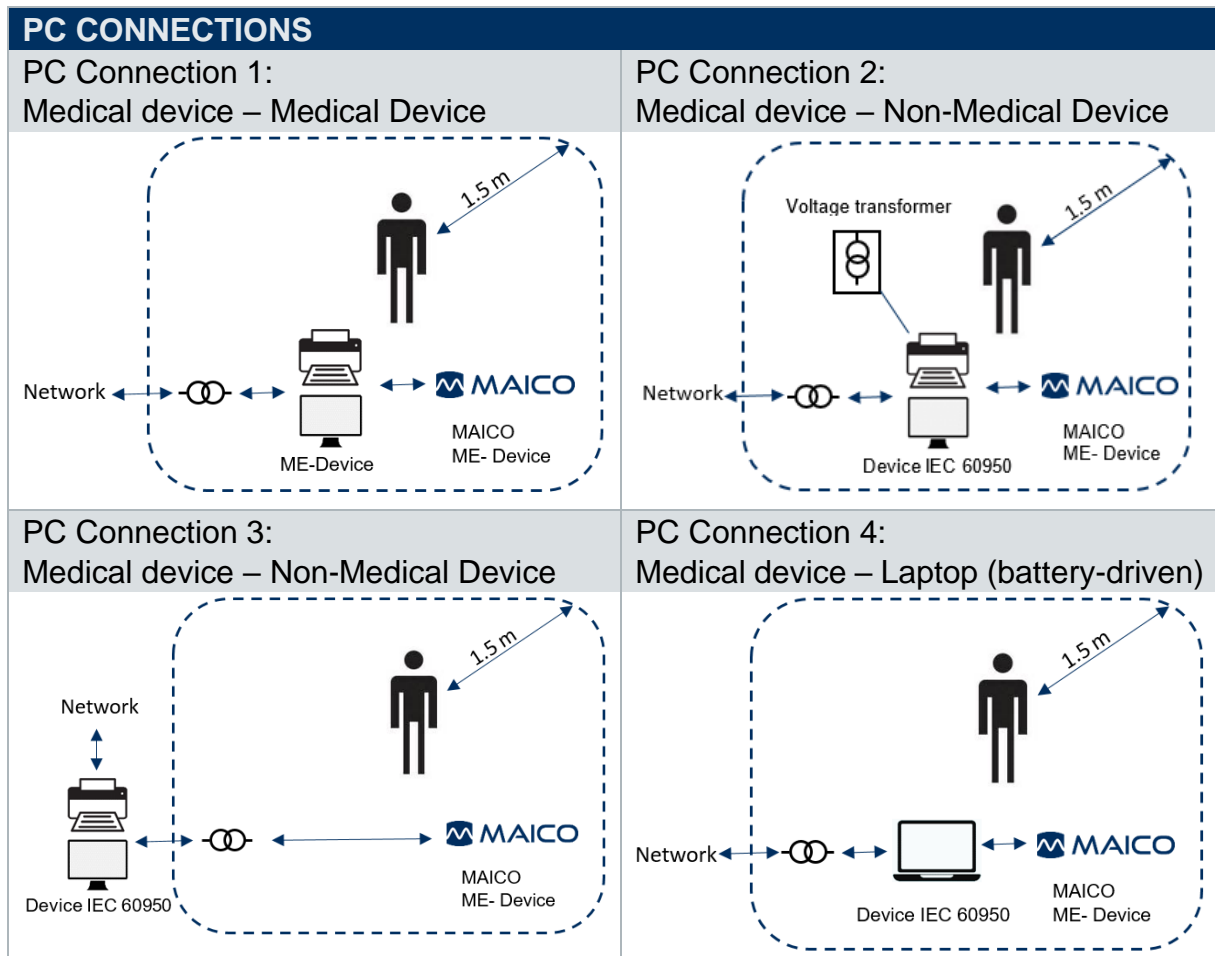 PC CONNECTIONS
PC Connection 1:
Medical device – Medical Device
1.5 m
Network
MAICO
MAICO
ME- Device
ME-Device
PC Connection 2:
Medical device – Non-Medical Device
Voltage transformer
1.5 m
Network
MAICO
MAICO
ME- Device
Device IEC 60950
PC Connection 3:
Medical device – Non-Medical Device
1.5 m
Network
MAICO
MAICO
ME- Device
Device IEC 60950
PC Connection 4:
Medical device – Laptop (battery-driven)
1.5 m
Network
MAICO
MAICO
ME- Device
Device IEC 60950